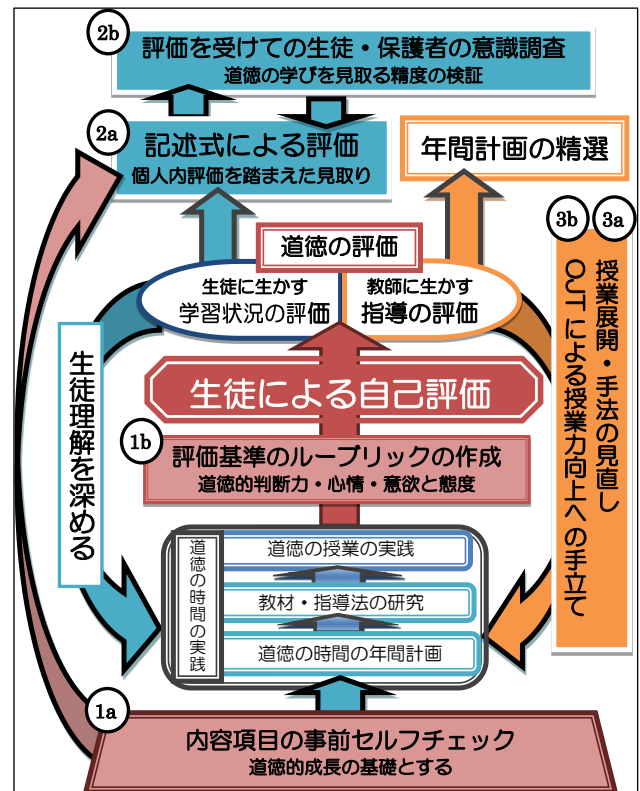 2b
評価を受けての生徒・保護者の意識調査
道徳の学びを見取る精度の検証
2a
記述式による評価
個人内評価を踏まえた見取り
年間計画の精選
3b
3a
道徳の評価
生徒に生かす
学習状況の評価
教師に生かす
指導の評価
授業展開・手法の見直し
OJTによる授業力向上への手立て
生徒理解を深める
生徒による自己評価
1b
評価基準のルーブリックの作成
道徳的判断力・心情・意欲と態度
道徳の時間の実践
道徳の授業の実践
教材・指導法の研究
道徳の時間の年間計画
1a
内容項目の事前セルフチェック
道徳的成長の基礎とする